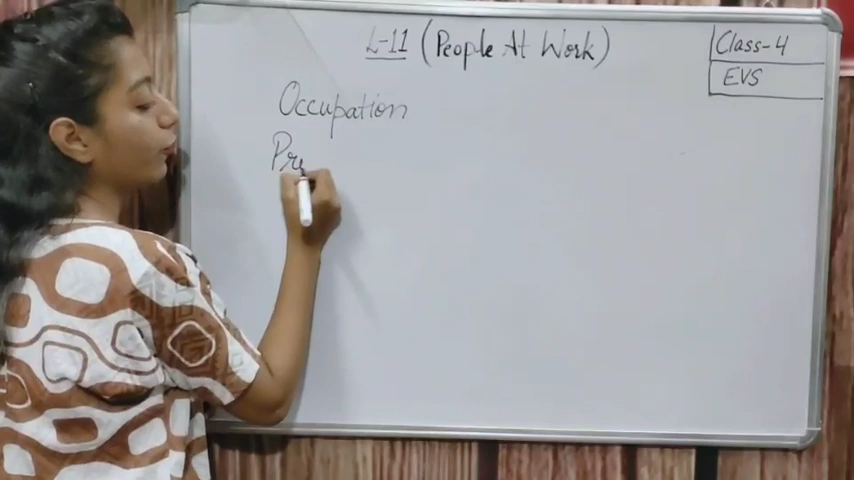 L-11 (People At Work)
Class-4
EVS
Occupation
Pr